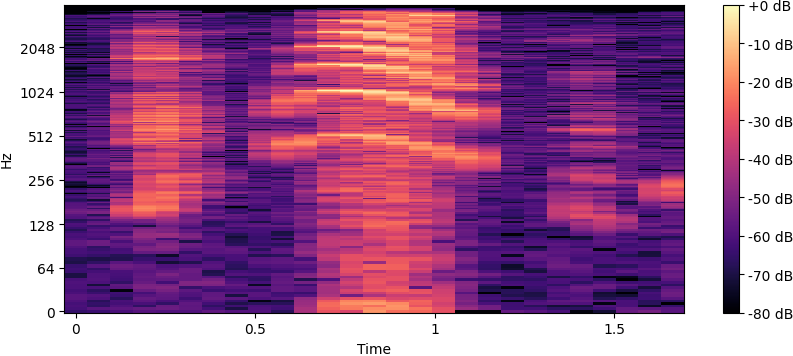 +0 dB
2048
-10 dB
1024
-20 dB
512
-30 dB
Hz
-40 dB
256
-50 dB
128
-60 dB
64
-70 dB
0
-80 dB
0
0.5
1
1.5
Time